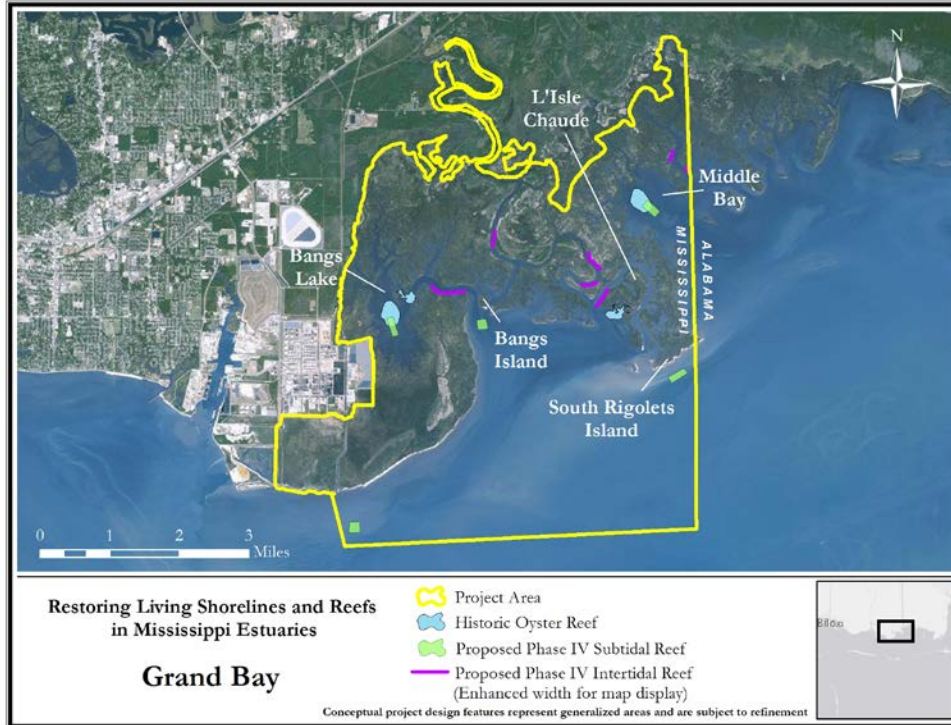 N
L'Isle
Chaude
Middle
Bay
MISSISSIPPI
ALABAMA
Bangs
Lake
Bangs
Island
South Rigolets
Island
0 1 2 3
Miles
Restoring Living Shorelines and Reefs
in Mississippi Estuaries
Grand Bay
Project Area
Historic Oyster Reef
Proposed Phase IV Subtidal Reef
Proposed Phase IV Intertidal Reef
(Enhanced width for map display)
Conceptual project design features represent generalized areas and are subject to refinement
Biloxi